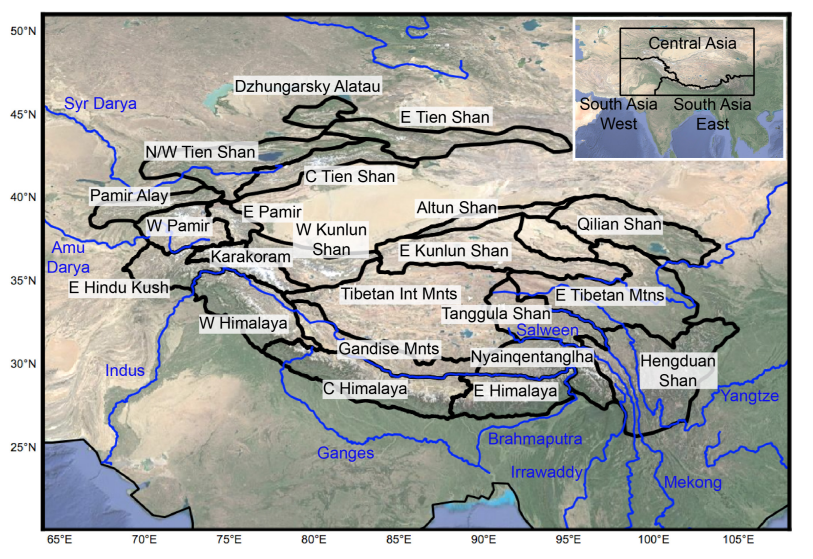 50°N
Central Asia
South Asia
West
South Asia
East
Dzhungarsky Alatau
Syr Darya
45°N
E Tien Shan
N/W Tien Shan
C Tien Shan
40°N
Pamir Alay
Altun Shan
E Pamir
W Pamir
Qilian Shan
W Kunlun
Shan
Amu
Darya
E Kunlun Shan
Karakoram
35°N
E Hindu Kush
Tibetan Int Mnts
E Tibetan Mtns
Tanggula Shan
W Himalaya
Salween
Gandise Mnts
Nyainqentanglha
30°N
Hengduan
Shan
Indus
C Himalaya
E Himalaya
Yangtze
25°N
Ganges
Brahmaputra
Irrawaddy
Mekong
65°E
70°E
75°E
80°E
85°E
90°E
95°E
100°E
105°E